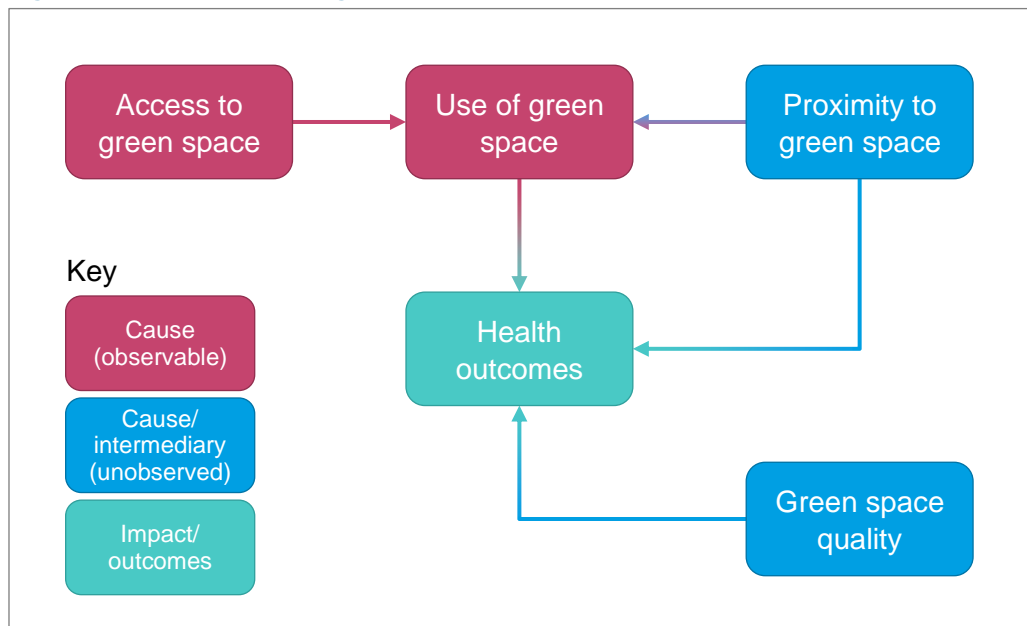 Access to
green space
Use of green
space
Proximity to
green space
Key
Cause
(observable)
Health
outcomes
Cause/
intermediary
(unobserved)
Green space
quality
Impact/
outcomes